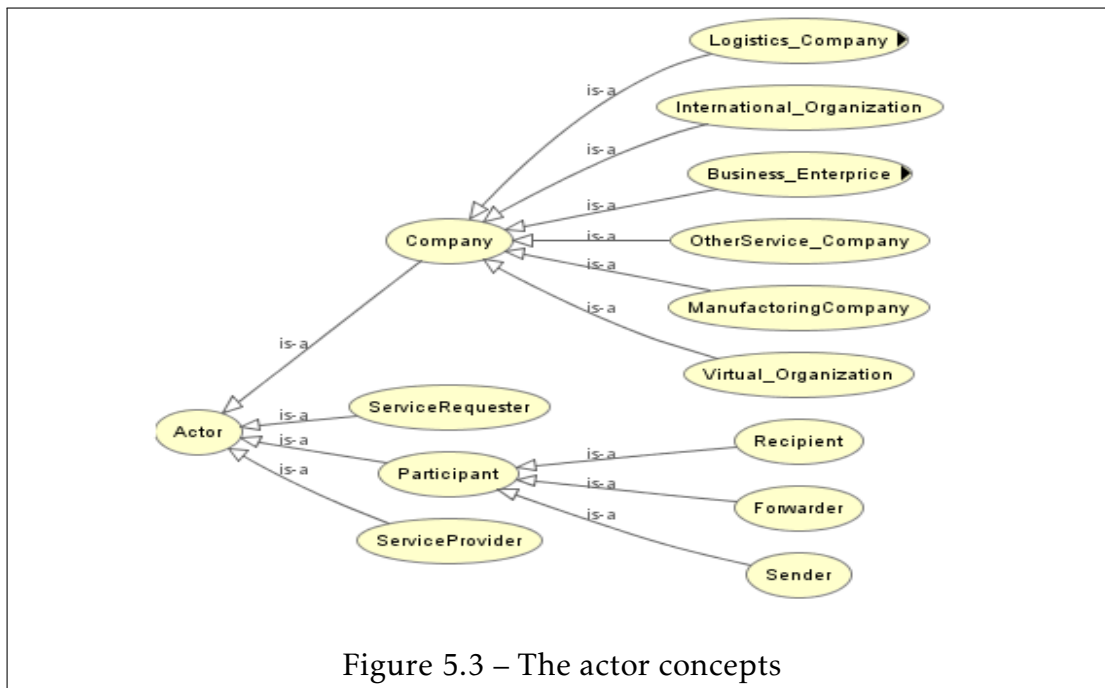 Logistics_Company
is-a
International_Organization
is-a
Business_Enterprice
is-a
Company
is-a
OtherService_Company
is-a
ManufactoringCompany
is-a
Virtual_Organization
is-a
ServiceRequester
is-a
Actor
is-a
Participant
is-a
Recipient
is-a
Forwarder
is-a
is-a
ServiceProvider
is-a
Sender
Figure 5.3 – The actor concepts